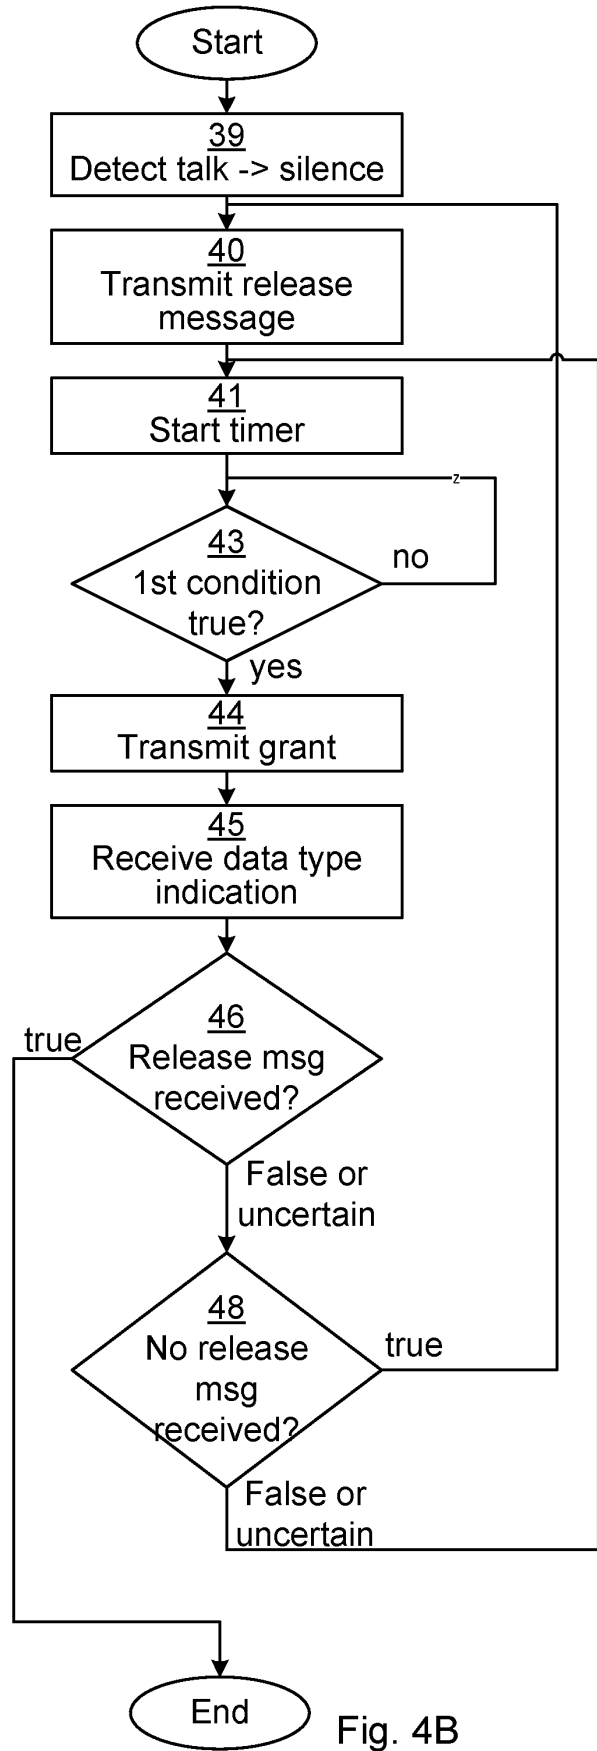 Start
39
Detect talk -> silence
40
Transmit release
message
41
Start timer
z
43
1st condition
true?
no
yes
44
Transmit grant
45
Receive data type
indication
true
46
Release msg
received?
False or
uncertain
48
No release
msg
received?
true
False or
uncertain
End
Fig. 4B